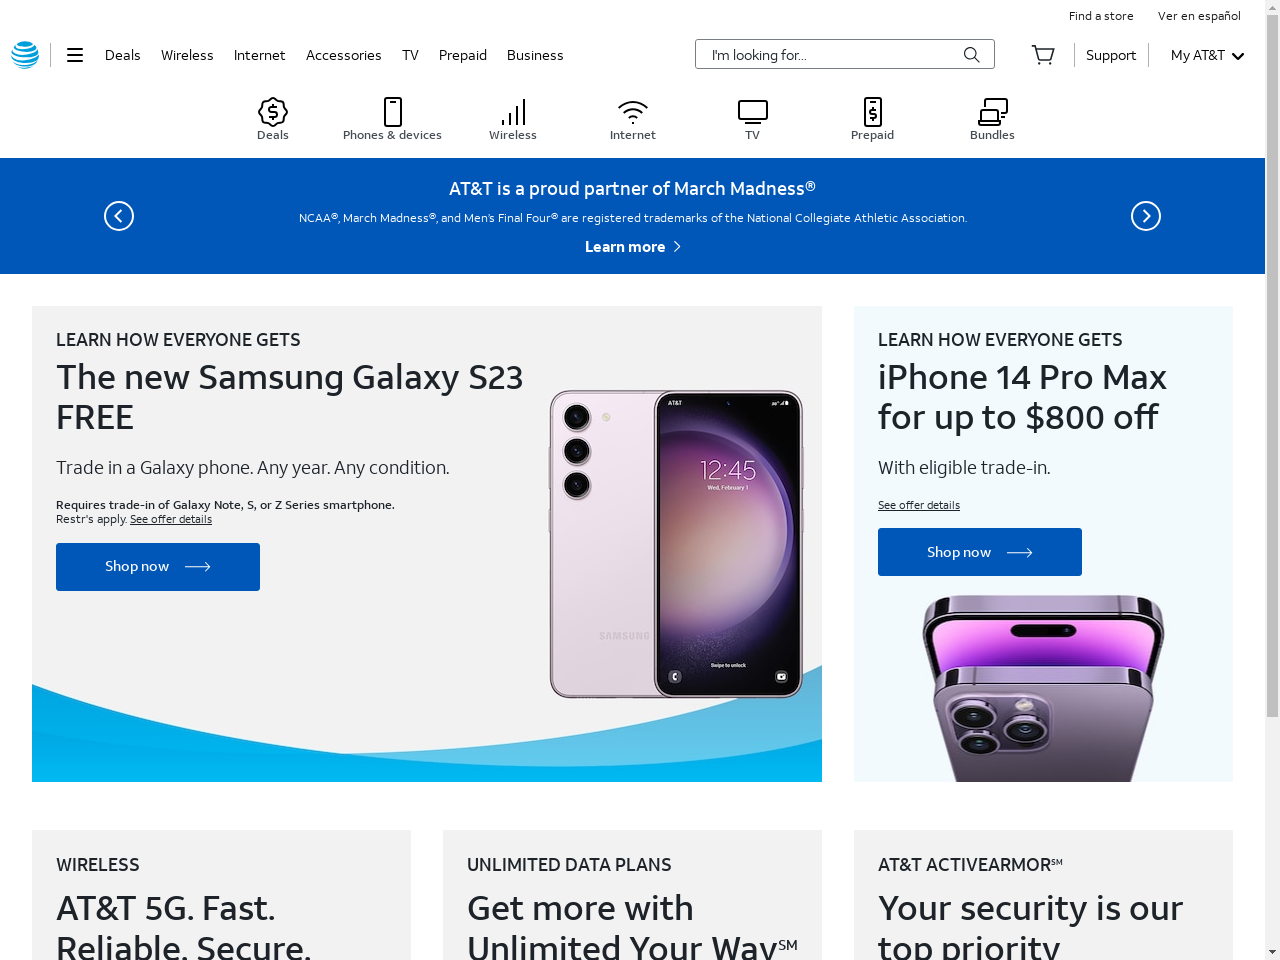 Find a store
Ver en español
Deals
Wireless
Internet
Accessories
TV
Prepaid
Business
I'm looking for...
Support
My AT&T
Deals
Phones & devices
Wireless
Internet
TV
Prepaid
Bundles
AT&T is a proud partner of March Madness®
NCAA®, March Madness®, and Men's Final Four® are registered trademarks of the National Collegiate Athletic Association.
Learn more
LEARN HOW EVERYONE GETS
The new Samsung Galaxy S23
FREE
Trade in a Galaxy phone. Any year. Any condition.
Requires trade-in of Galaxy Note, S, or Z Series smartphone.
Restr's apply. See offer details
Shop now
AT&T
12:45
Wed, February 1
SAMSUNG
Swipe to unlock
LEARN HOW EVERYONE GETS
iPhone 14 Pro Max
for up to $800 off
With eligible trade-in.
See offer details
Shop now
WIRELESS
AT&T 5G. Fast.
Reliable. Secure.
UNLIMITED DATA PLANS
Get more with
Unlimited Your Way℠
AT&T ACTIVEARMOR℠
Your security is our
top priority